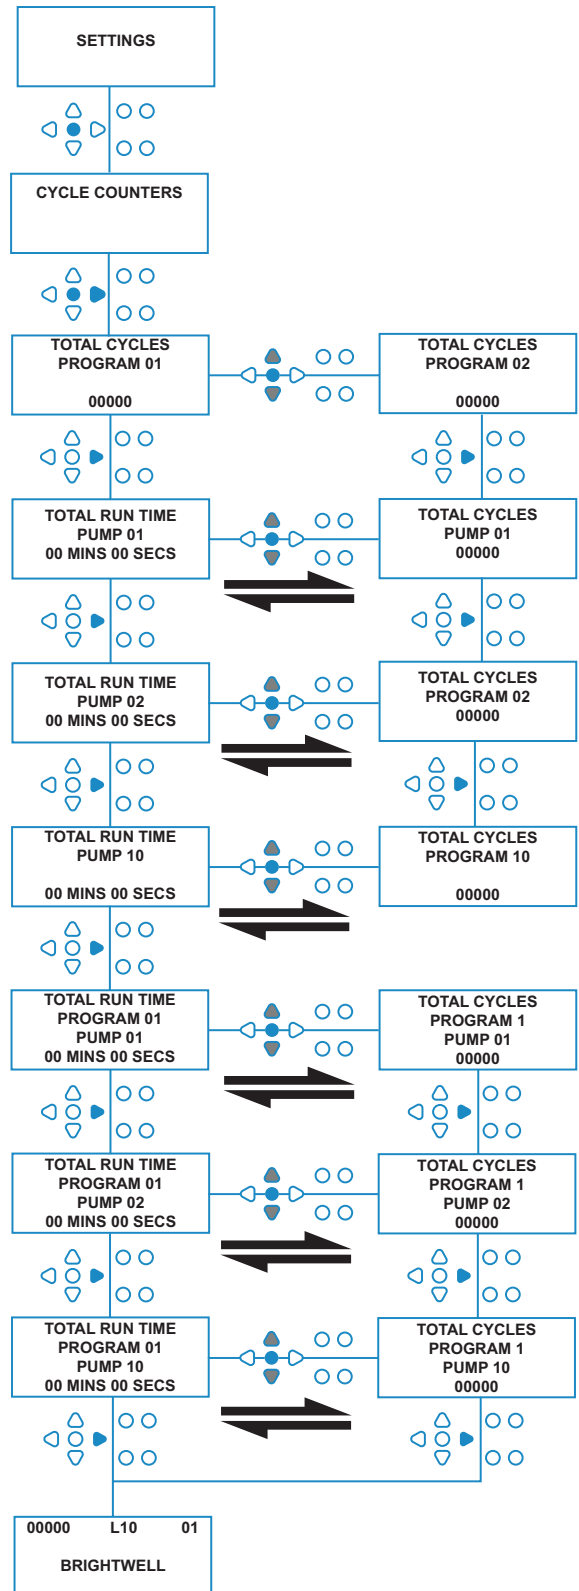 SETTINGS
CYCLE COUNTERS
TOTAL CYCLES
PROGRAM 01
00000
TOTAL CYCLES
PROGRAM 02
00000
TOTAL RUN TIME
PUMP 01
00 MINS 00 SECS
TOTAL CYCLES
PUMP 01
00000
TOTAL RUN TIME
PUMP 02
00 MINS 00 SECS
TOTAL CYCLES
PROGRAM 02
00000
TOTAL RUN TIME
PUMP 10
00 MINS 00 SECS
TOTAL CYCLES
PROGRAM 10
00000
TOTAL RUN TIME
PROGRAM 01
PUMP 01
00 MINS 00 SECS
TOTAL CYCLES
PROGRAM 1
PUMP 01
00000
TOTAL RUN TIME
PROGRAM 01
PUMP 02
00 MINS 00 SECS
TOTAL CYCLES
PROGRAM 1
PUMP 02
00000
TOTAL RUN TIME
PROGRAM 01
PUMP 10
00 MINS 00 SECS
TOTAL CYCLES
PROGRAM 1
PUMP 10
00000
00000 L10 01
BRIGHTWELL